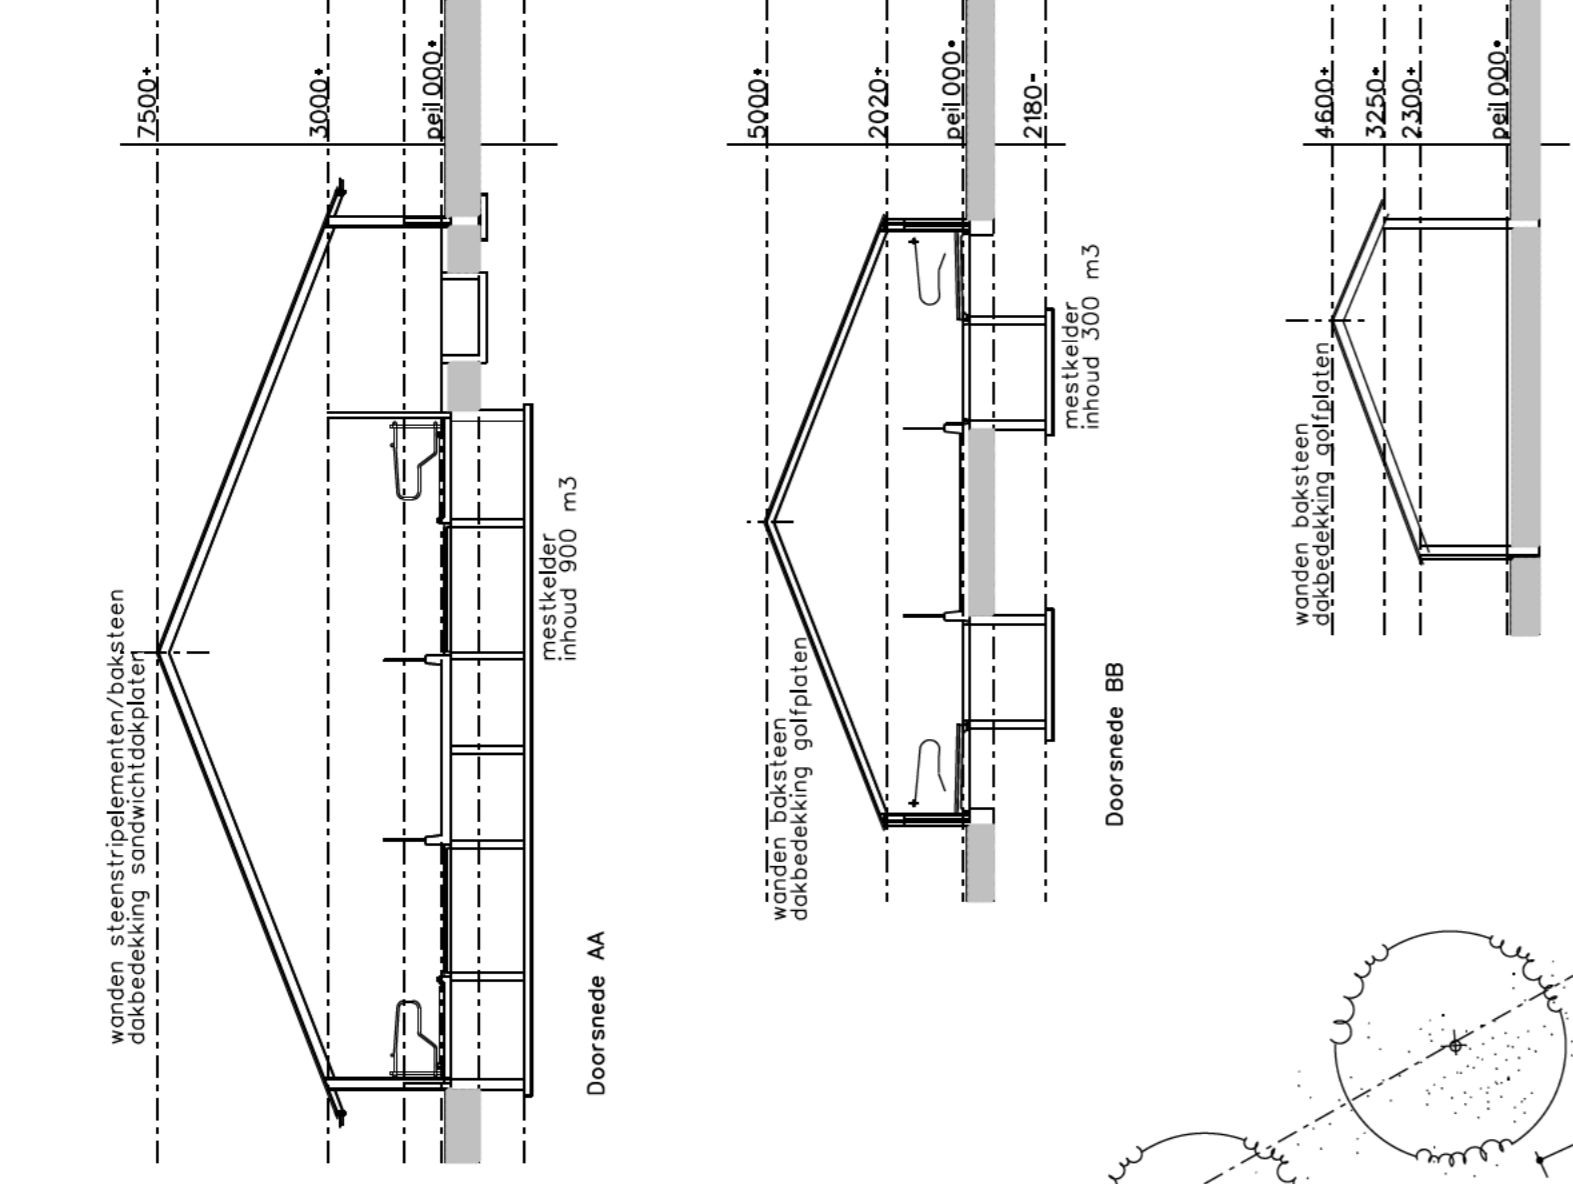 7500+
3000+
peil 000+
wanden steenstripelementen/baksteen
dakbedekking sandwichtdakplaten
mestkelder
inhoud 900 m3
Doorsnede AA
5000+
2020+
peil 000+
2180-
wanden baksteen
dakbedekking golfplaten
mestkelder
inhoud 300 m3
Doorsnede BB
4600+
3250+
2300+
peil 000+
wanden baksteen
dakbedekking golfplaten